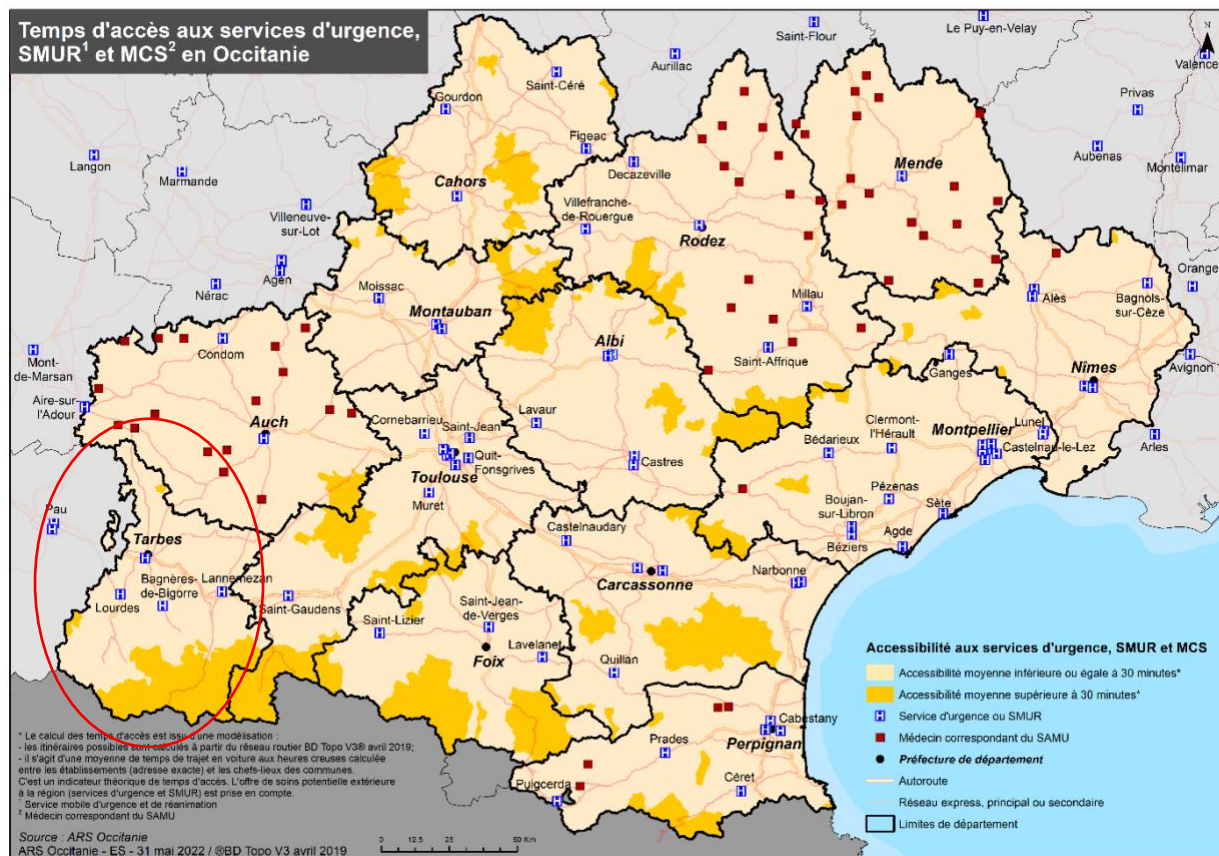 Temps d'accès aux services d'urgence,
SMUR¹ et MCS² en Occitanie
N
Saint-Flour
Le Puy-en-Velay
Aurillac
Valence
Saint-Céré
Gourdon
Privas
Figeac
Langon
Marmande
Decazeville
Mende
Aubenas
Montélimar
Cahors
Villeneuve-
sur-Lot
Villefranche-
de-Rouergue
Rodez
Agen
Orange
Nérac
Moissac
Millau
Alès
Bagnols-
sur-Cèze
Montauban
Condom
Albi
Saint-Affrique
Mont-
de-Marsan
Ganges
Nîmes
Avignon
Aire-sur-
l'Adour
Auch
Cornebarrieu
Saint-Jean
Lavaur
Clermont-
l'Hérault
Montpellier
Lunel
Castelnau-le-Lez
Arles
Bédarieux
Quit-
Fonsgrives
Castres
Toulouse
Muret
Pézenas
Boujan-
sur-Libron
Sète
Pau
Castelnaudary
Agde
Béziers
Tarbes
Bagnères-
de-Bigorre
Lannemezan
Carcassonne
Narbonne
Lourdes
Saint-Gaudens
Saint-Jean-
de-Verges
Saint-Lizier
Lavelanet
Foix
Quillan
Cabestany
Prades
Perpignan
Puigcerda
Céret
Accessibilité aux services d'urgence, SMUR et MCS
Accessibilité moyenne inférieure ou égale à 30 minutes*
Accessibilité moyenne supérieure à 30 minutes*
H Service d'urgence ou SMUR
Médecin correspondant du SAMU
Préfecture de département
Autoroute
Réseau express, principal ou secondaire
Limites de département
* Le calcul des temps d'accès est issu d'une modélisation :
- les itinéraires possibles sont calculés à partir du réseau routier BD Topo V3® avril 2019;
- il s'agit d'une moyenne de temps de trajet en voiture aux heures creuses calculée
entre les établissements (adresse exacte) et les chefs-lieux des communes.
C'est un indicateur théorique de temps d'accès. L'offre de soins potentielle extérieure
à la région (services d'urgence et SMUR) est prise en compte.
¹ Service mobile d'urgence et de réanimation
² Médecin correspondant du SAMU
Source : ARS Occitanie
ARS Occitanie - ES - 31 mai 2022 / ®BD Topo V3 avril 2019
0 12.5 25 50 Km